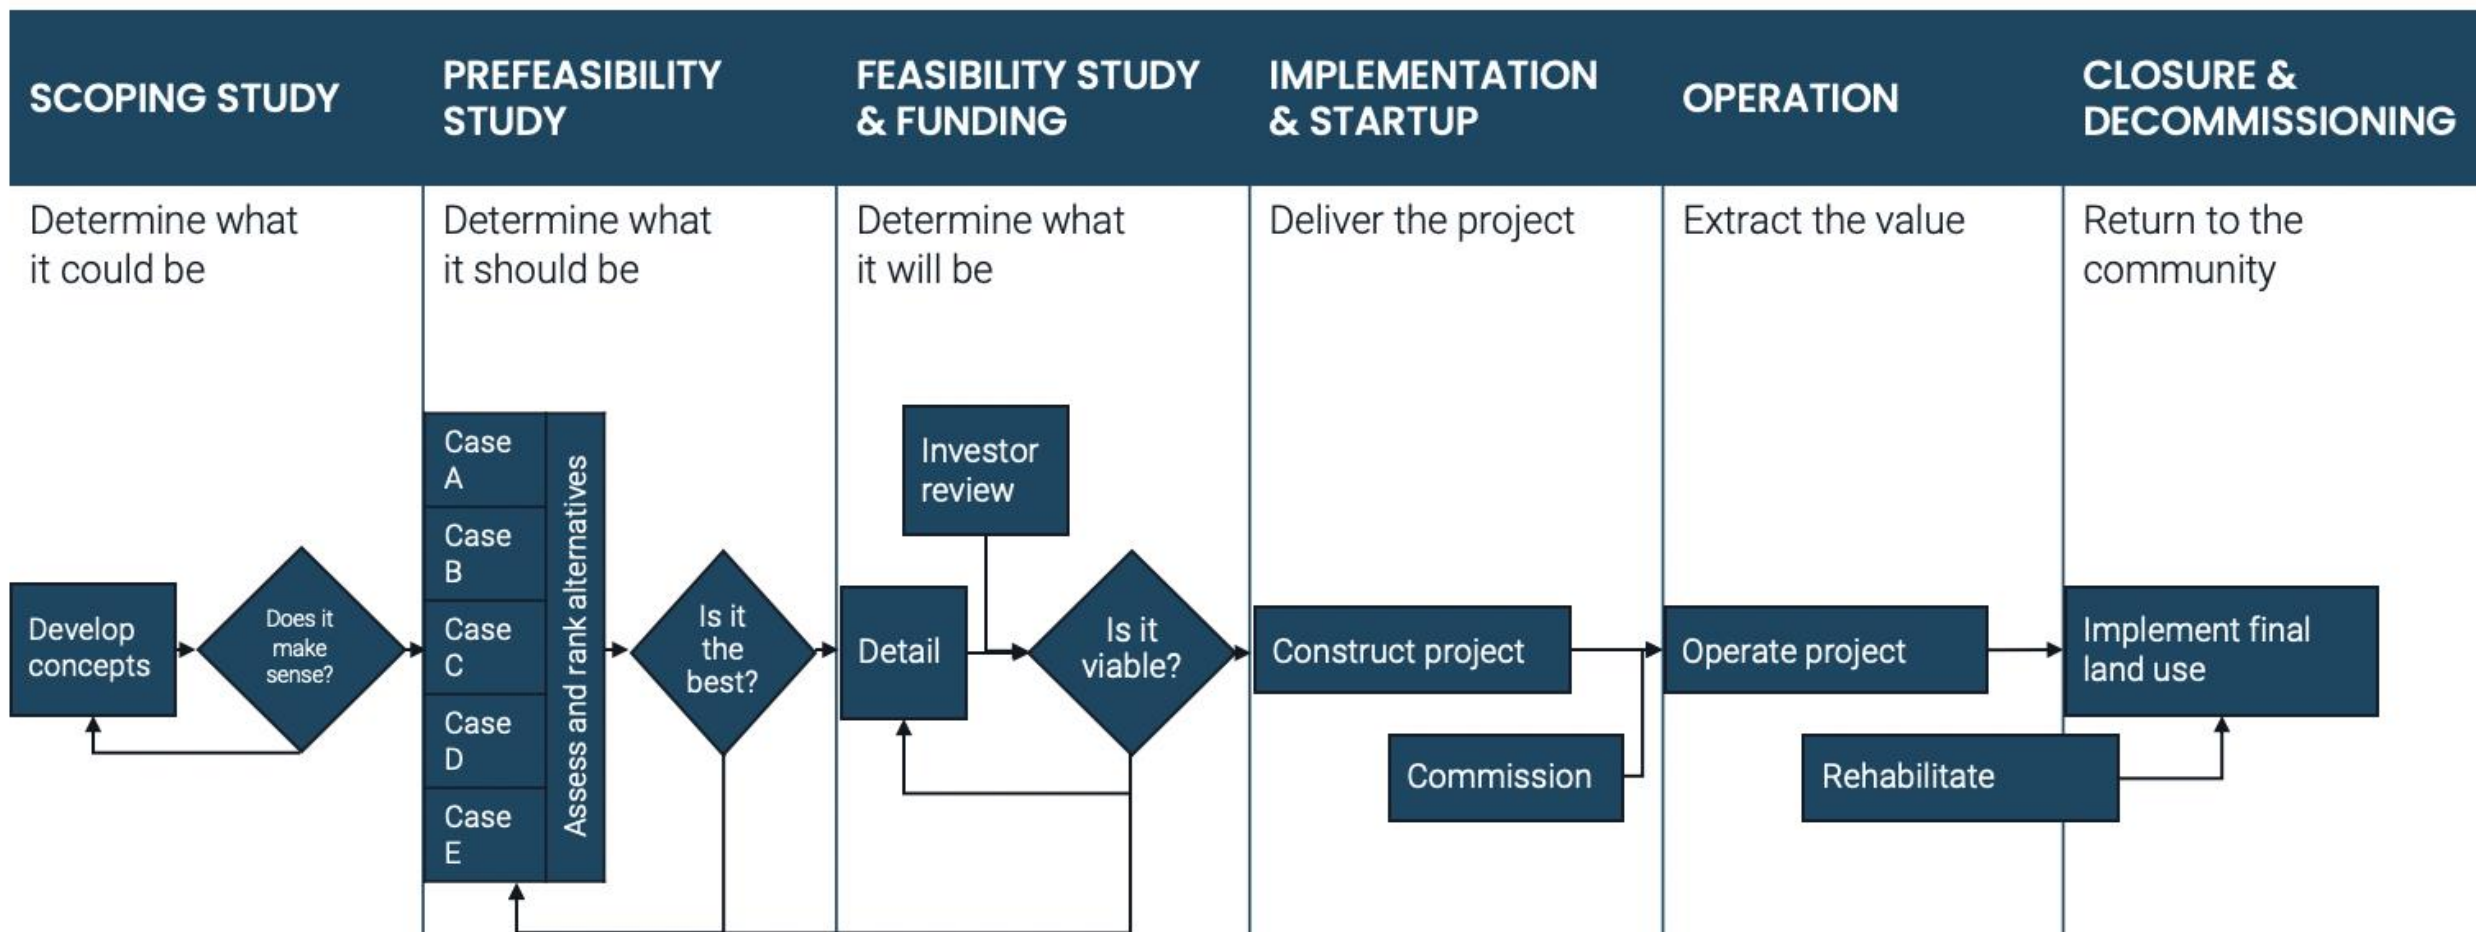 SCOPING STUDY
PREFEASIBILITY
STUDY
FEASIBILITY STUDY
& FUNDING
IMPLEMENTATION
& STARTUP
OPERATION
CLOSURE &
DECOMMISSIONING
Determine what
it could be
Determine what
it should be
Determine what
it will be
Deliver the project
Extract the value
Return to the
community
Develop
concepts
Does it
make
sense?
Case
A
Case
B
Case
C
Case
D
Case
E
Assess and rank alternatives
Is it
the
best?
Investor
review
Detail
Is it
viable?
Construct project
Commission
Operate project
Rehabilitate
Implement final
land use